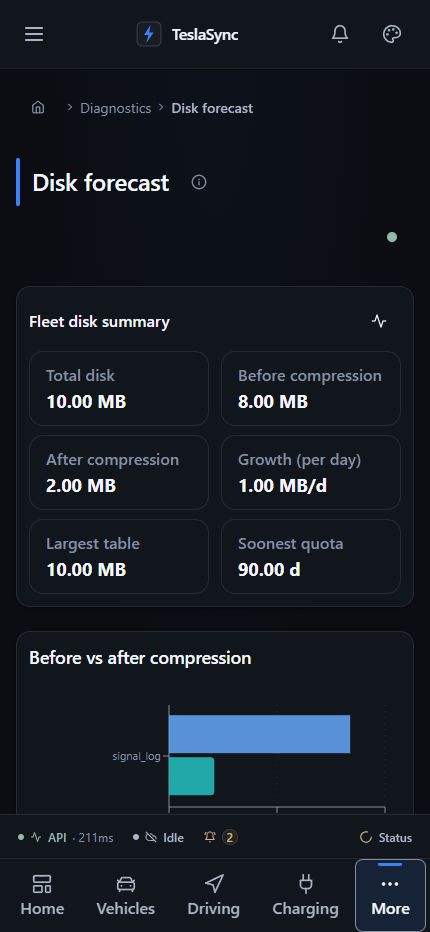 TeslaSync
Diagnostics
Disk forecast
Disk forecast
Fleet disk summary
Total disk
10.00 MB
Before compression
8.00 MB
After compression
2.00 MB
Growth (per day)
1.00 MB/d
Largest table
10.00 MB
Soonest quota
90.00 d
Before vs after compression
signal_log
API · 211ms
Idle
2
Status
Home
Vehicles
Driving
Charging
More